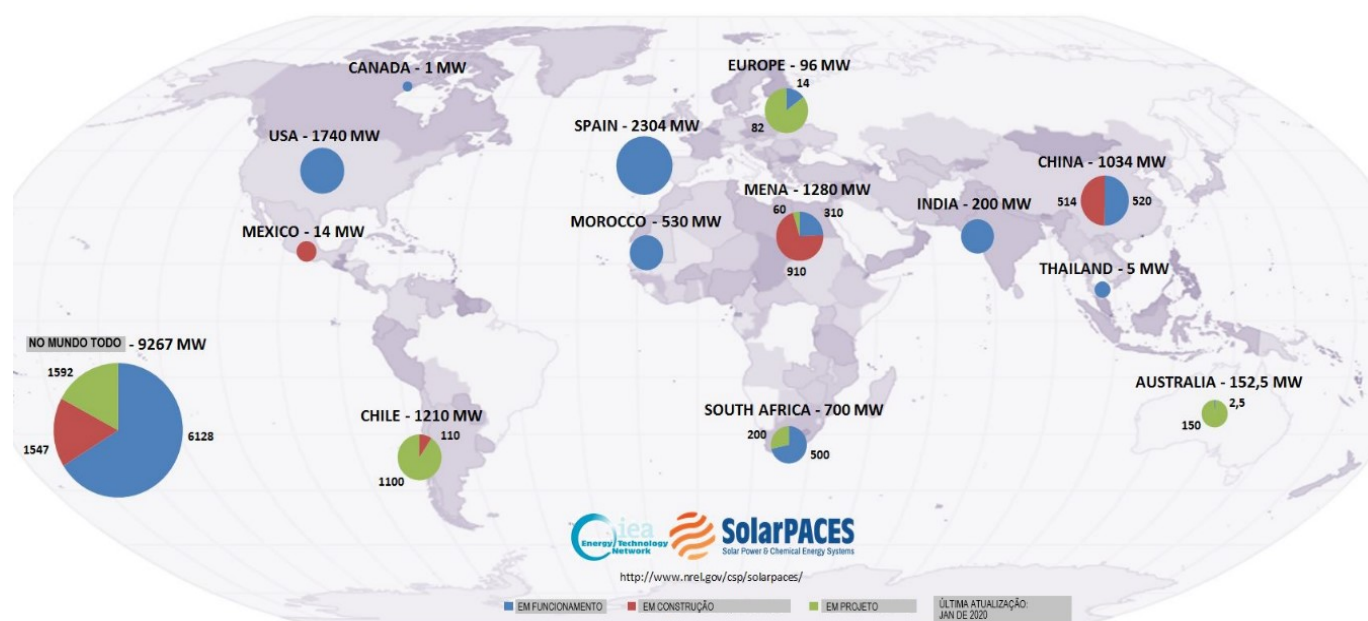 CANADA - 1 MW
EUROPE - 96 MW
14
82
USA - 1740 MW
SPAIN - 2304 MW
CHINA - 1034 MW
514
520
MENA - 1280 MW
60
310
910
INDIA - 200 MW
MOROCCO - 530 MW
MEXICO - 14 MW
THAILAND - 5 MW
NO MUNDO TODO - 9267 MW
1592
1547
6128
AUSTRALIA - 152,5 MW
2,5
150
CHILE - 1210 MW
110
1100
SOUTH AFRICA - 700 MW
200
500
iea
Energy Technology
Network
SolarPACES
Solar Power & Chemical Energy Systems
http://www.nrel.gov/csp/solarpaces/
EM FUNCIONAMENTO
EM CONSTRUÇÃO
EM PROJETO
ÚLTIMA ATUALIZAÇÃO:
JAN DE 2020